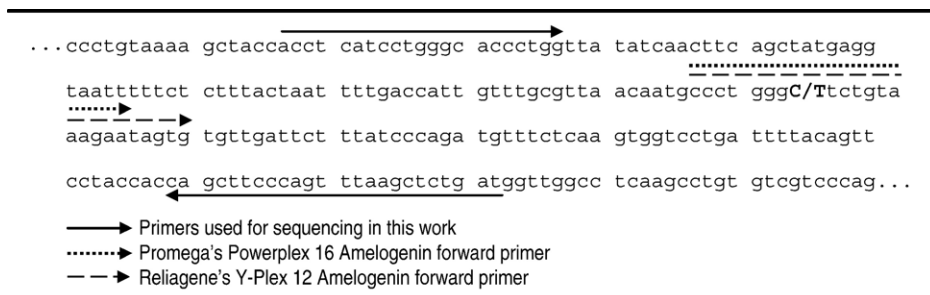 ...ccctgtaaaa gctaccacct catcctgggc accctggtta tatcaacttc agctatgagg
taatttttct ctttactaat tttgaccatt gtttgcgtta acaatgccct gggC/Ttctgta
aagaatagtg tgttgattct ttatcccaga tgtttctcaa gtggtcctga ttttacagtt
cctaccacca gcttcccagt ttaagctctg atggttggcc tcaagcctgt gtcgtcccag...
Primers used for sequencing in this work
Promega's Powerplex 16 Amelogenin forward primer
Reliagene's Y-Plex 12 Amelogenin forward primer